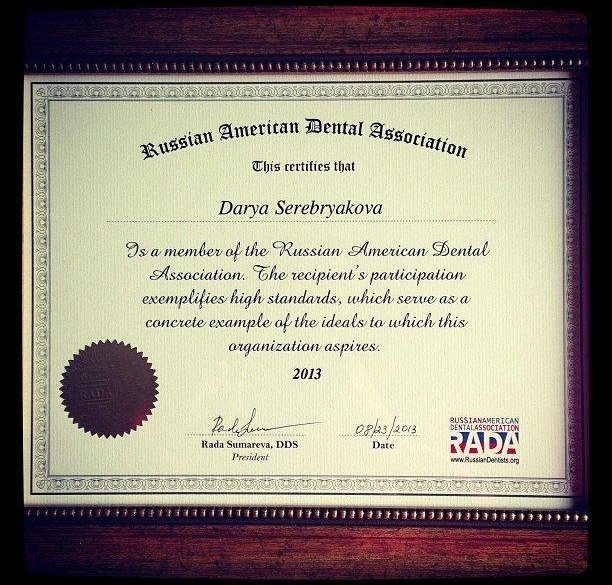 Russian American Dental Association
This certifies that
Darya Serebryakova
Is a member of the Russian American Dental
Association. The recipient's participation
exemplifies high standards, which serve as a
concrete example of the ideals to which this
organization aspires.
2013
08/23/2013
Rada Sumareva, DDS
Date
President
RUSSIANAMERICAN
DENTALASSOCIATION
RADA
www.RussianDentists.org